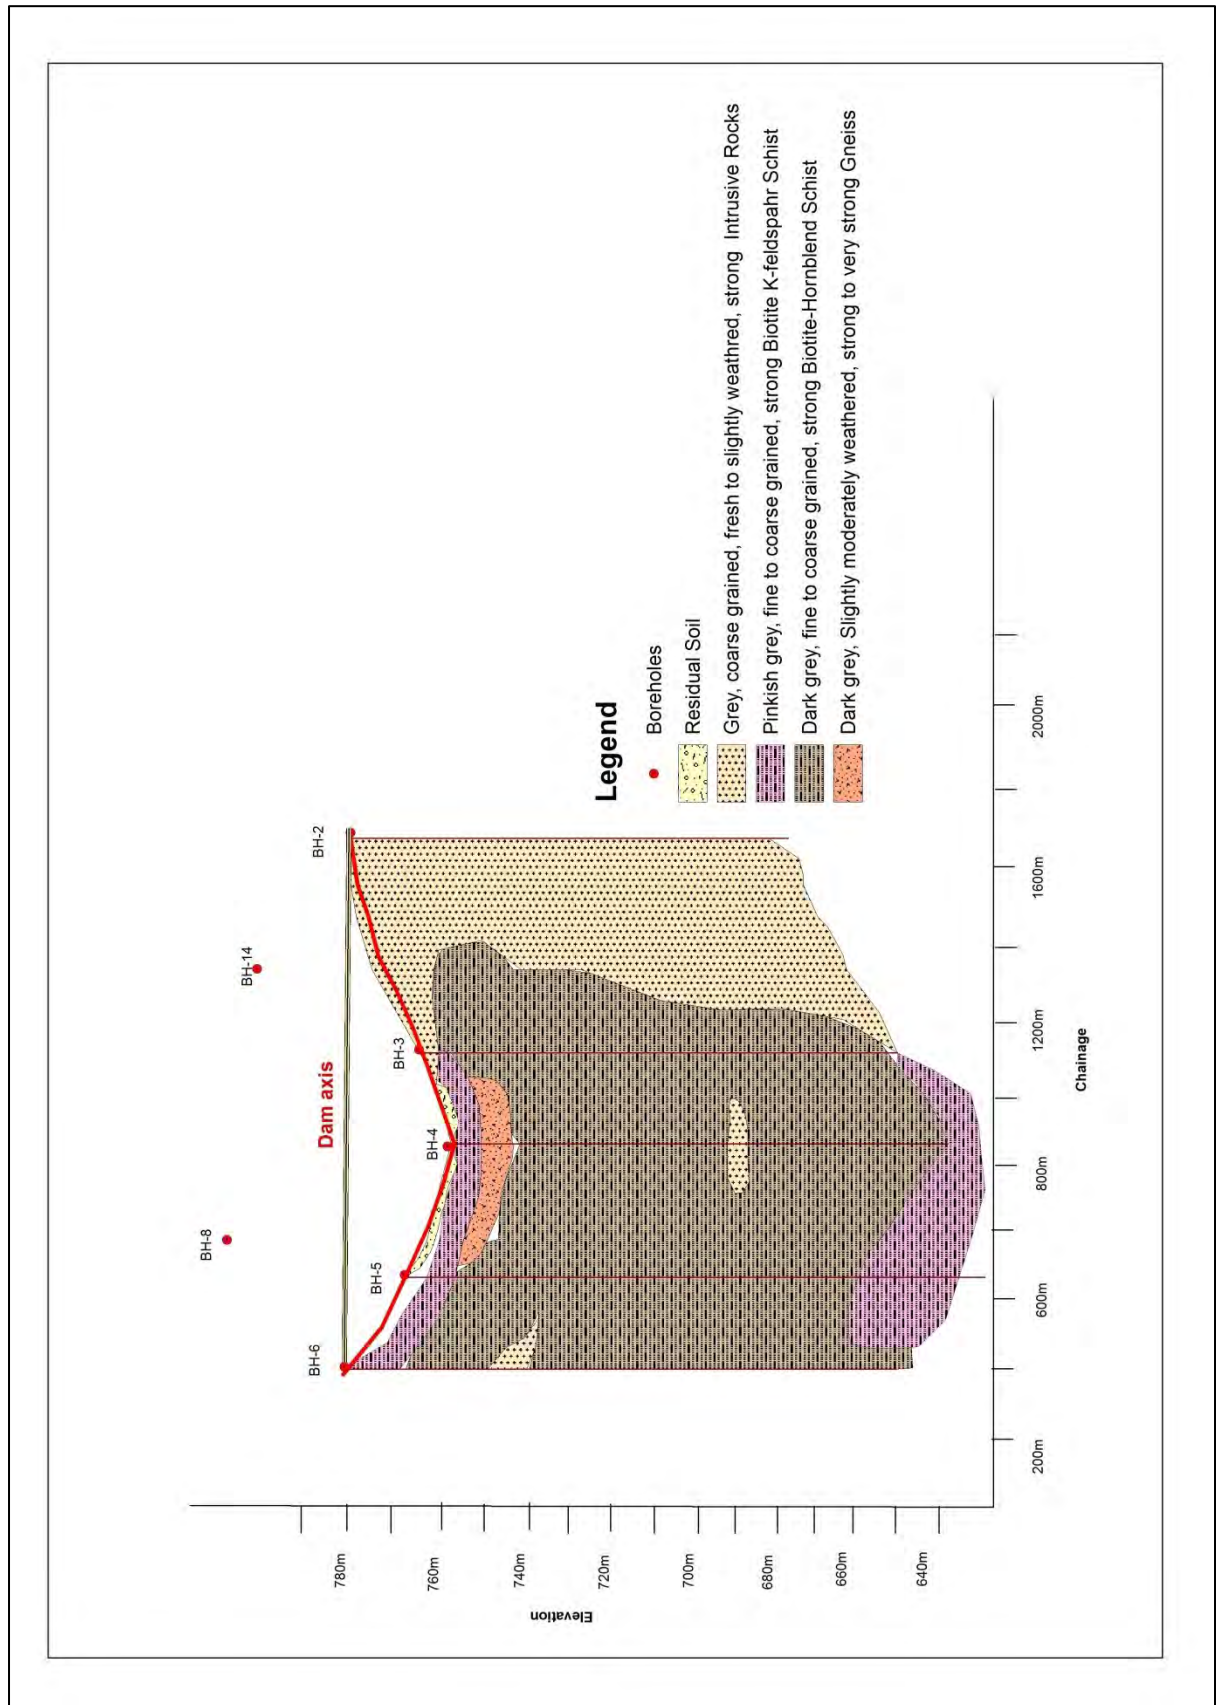 BH-8
BH-14
BH-6
BH-2
Dam axis
BH-5
BH-4
BH-3
Legend
Boreholes
Residual Soil
Grey, coarse grained, fresh to slightly weathred, strong Intrusive Rocks
Pinkish grey, fine to coarse grained, strong Biotite K-feldspahr Schist
Dark grey, fine to coarse grained, strong Biotite-Hornblend Schist
Dark grey, Slightly moderately weathered, strong to very strong Gneiss
Elevation
780m
760m
740m
720m
700m
680m
660m
640m
200m
600m
800m
1200m
1600m
2000m
Chainage